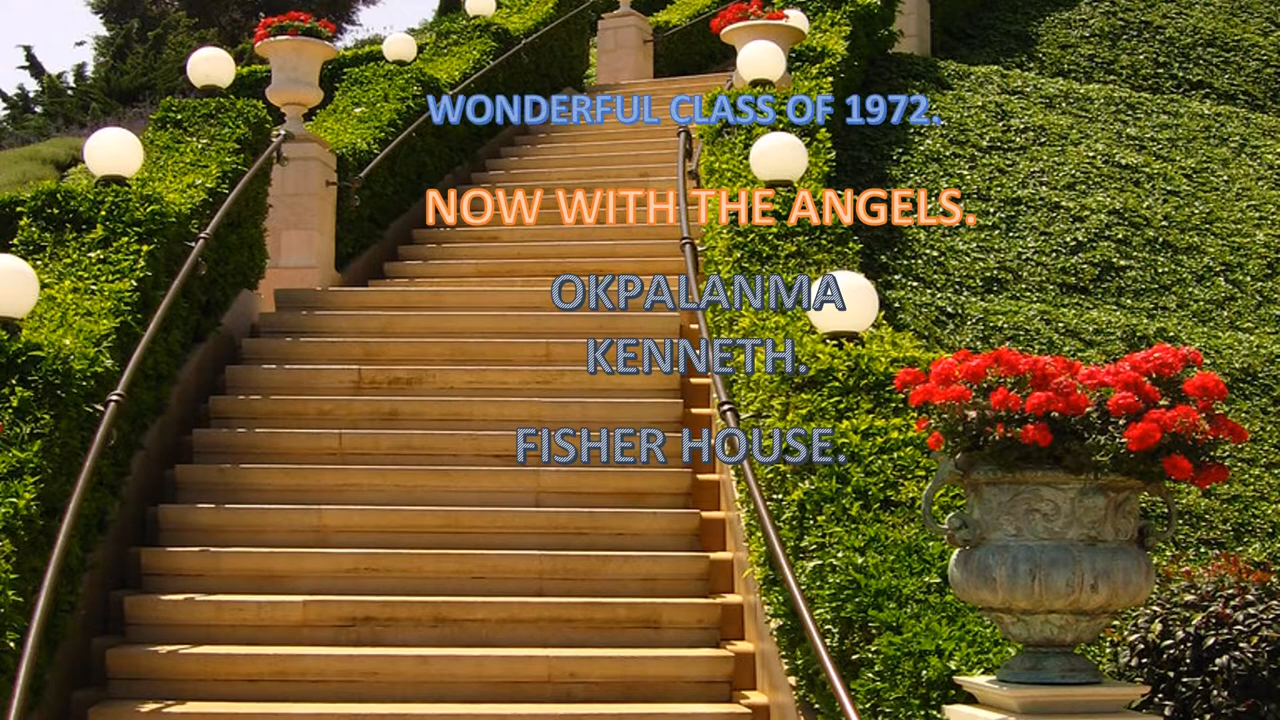 WONDERFUL CLASS OF 1972.
NOW WITH THE ANGELS.
OKPALANMA
KENNETH.
FISHER HOUSE.